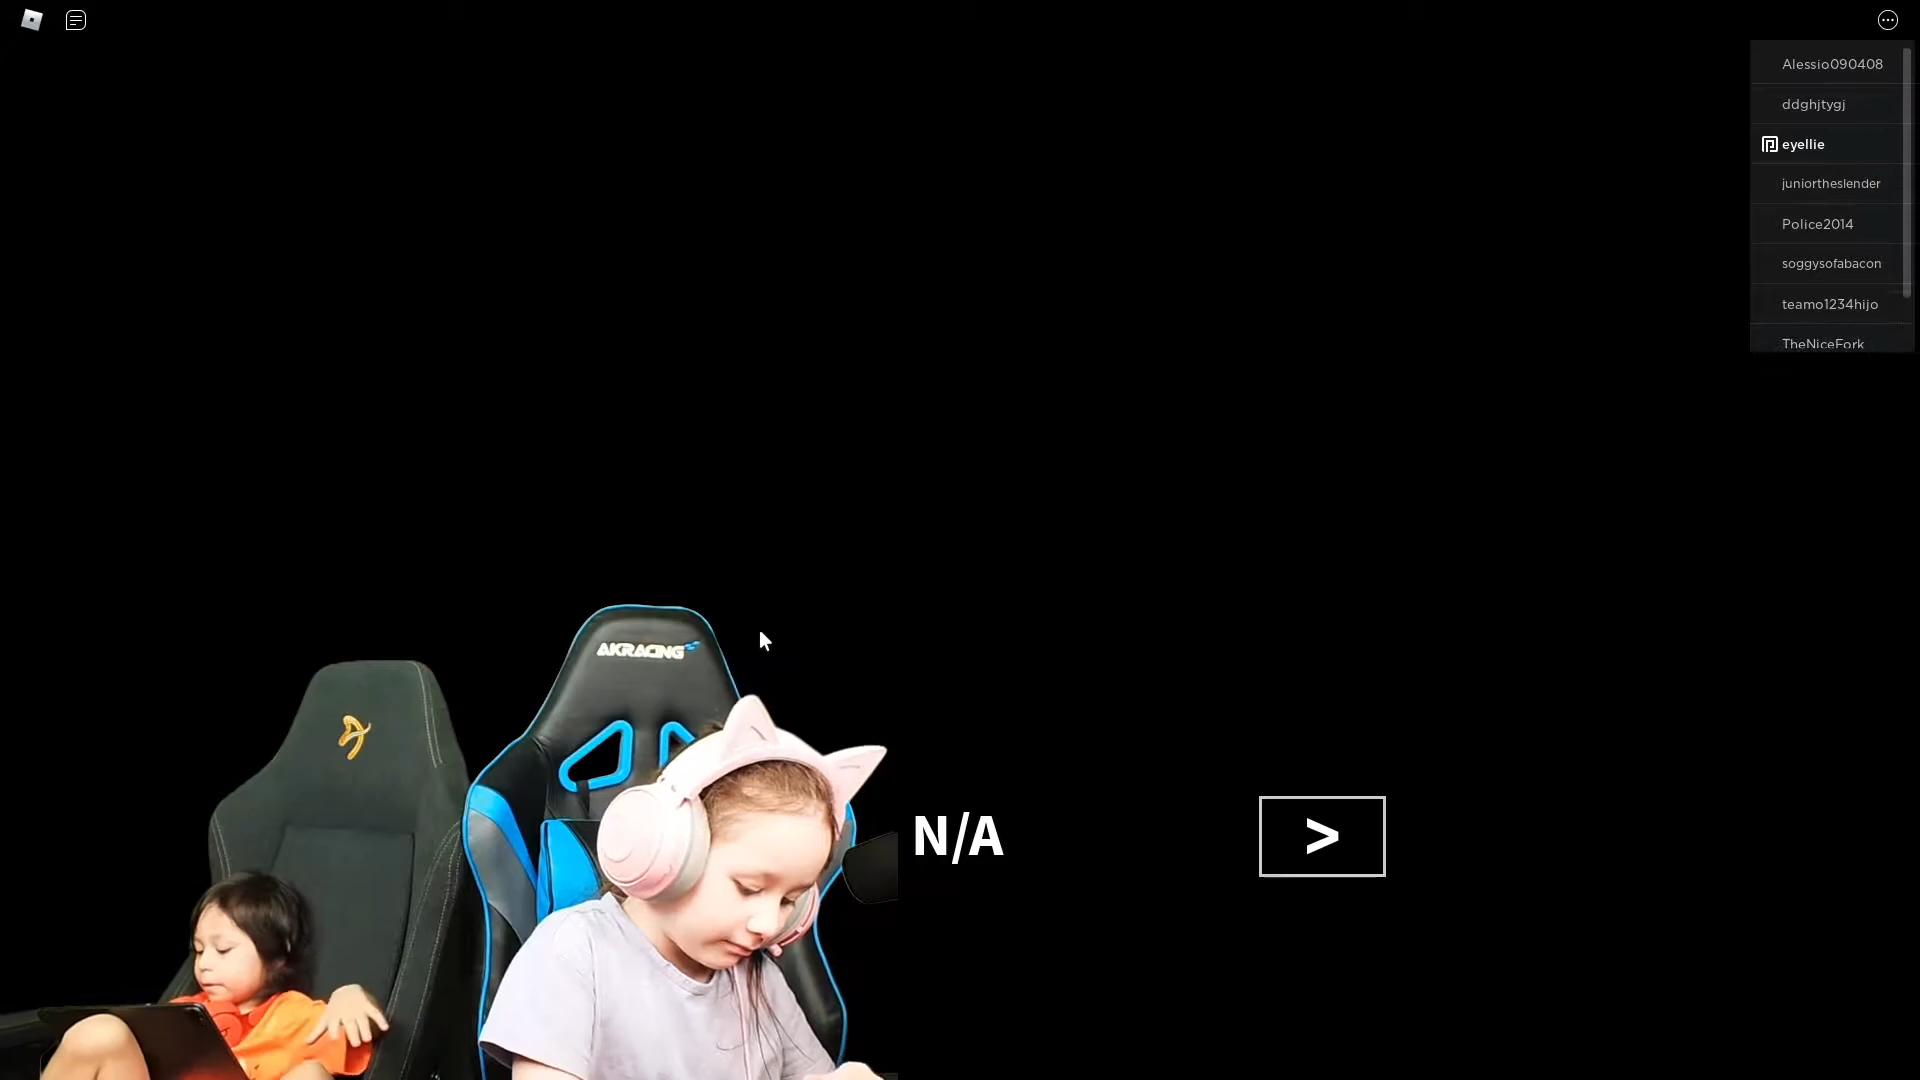 Alessio090408
ddghjtygj
eyellie
juniortheslender
Police2014
soggysofabacon
teamo1234hijo
TheNiceFork
AKRACING
N/A
>